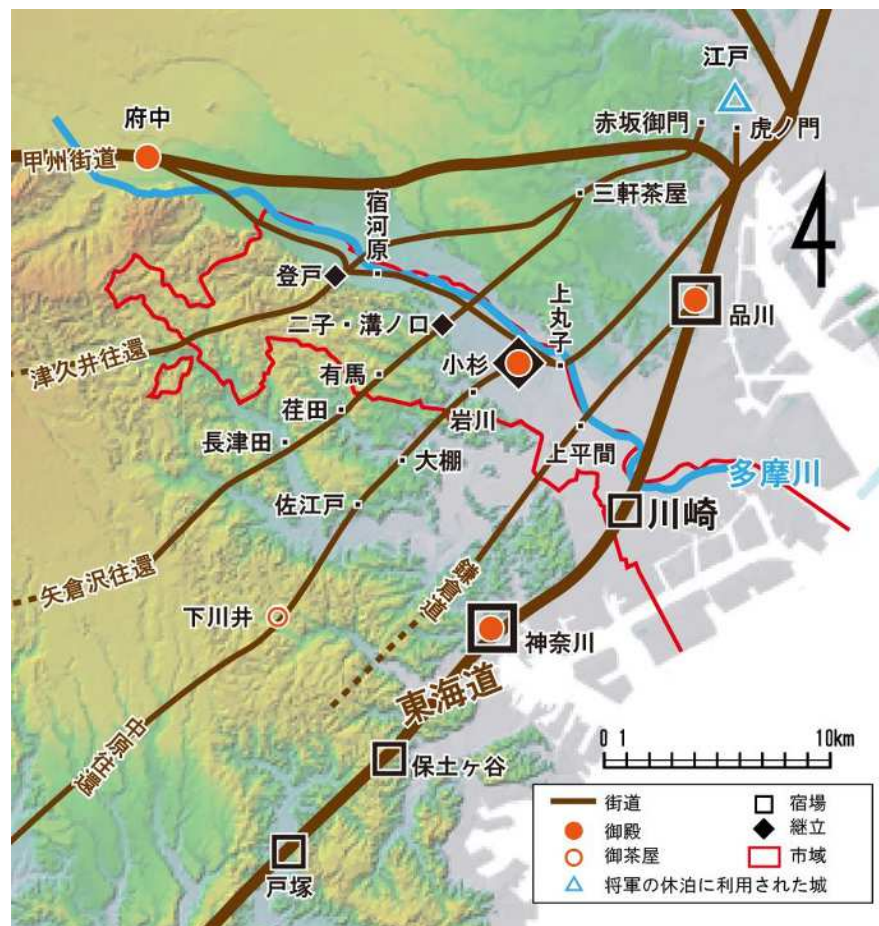 江戸
府中
赤坂御門
虎ノ門
甲州街道
三軒茶屋
宿河原
登戸
上丸子
品川
二子・溝ノ口
津久井往還
小杉
有馬
荏田
岩川
長津田
大棚
上平間
多摩川
佐江戸
川崎
矢倉沢往還
鎌倉道
下川井
神奈川
東海道
中原往還
保土ヶ谷
戸塚
0 1 10km
街道
宿場
御殿
継立
御茶屋
市域
将軍の休泊に利用された城